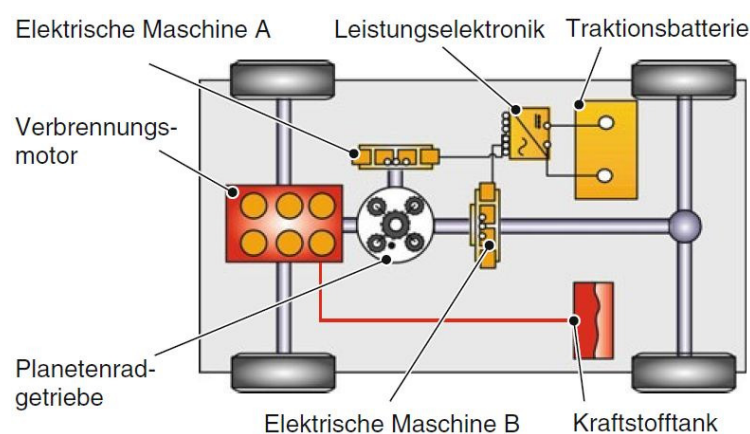 Elektrische Maschine A
Leistungselektronik
Traktionsbatterie
Verbrennungs-
motor
Planetenrad-
getriebe
Elektrische Maschine B
Kraftstofftank